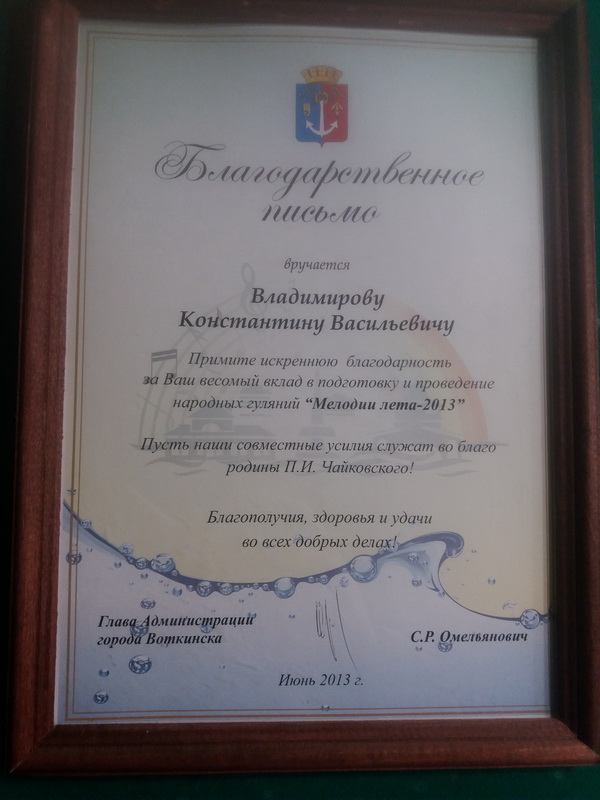 Благодарственное
письмо
вручается
Владимирову
Константину Васильевичу
Примите искреннюю благодарность
за Ваш весомый вклад в подготовку и проведение
народных гуляний “Мелодии лета-2013”
Пусть наши совместные усилия служат во благо
родины П.И. Чайковского!
Благополучия, здоровья и удачи
во всех добрых делах!
Глава Администрации
города Воткинска
С.Р. Омельянович
Июнь 2013 г.